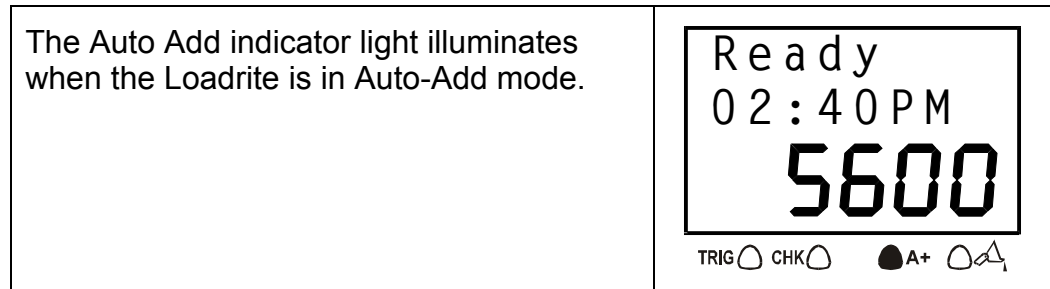 The Auto Add indicator light illuminates
when the Loadrite is in Auto-Add mode.
Ready
02:40PM
5600
TRIG CHK A+